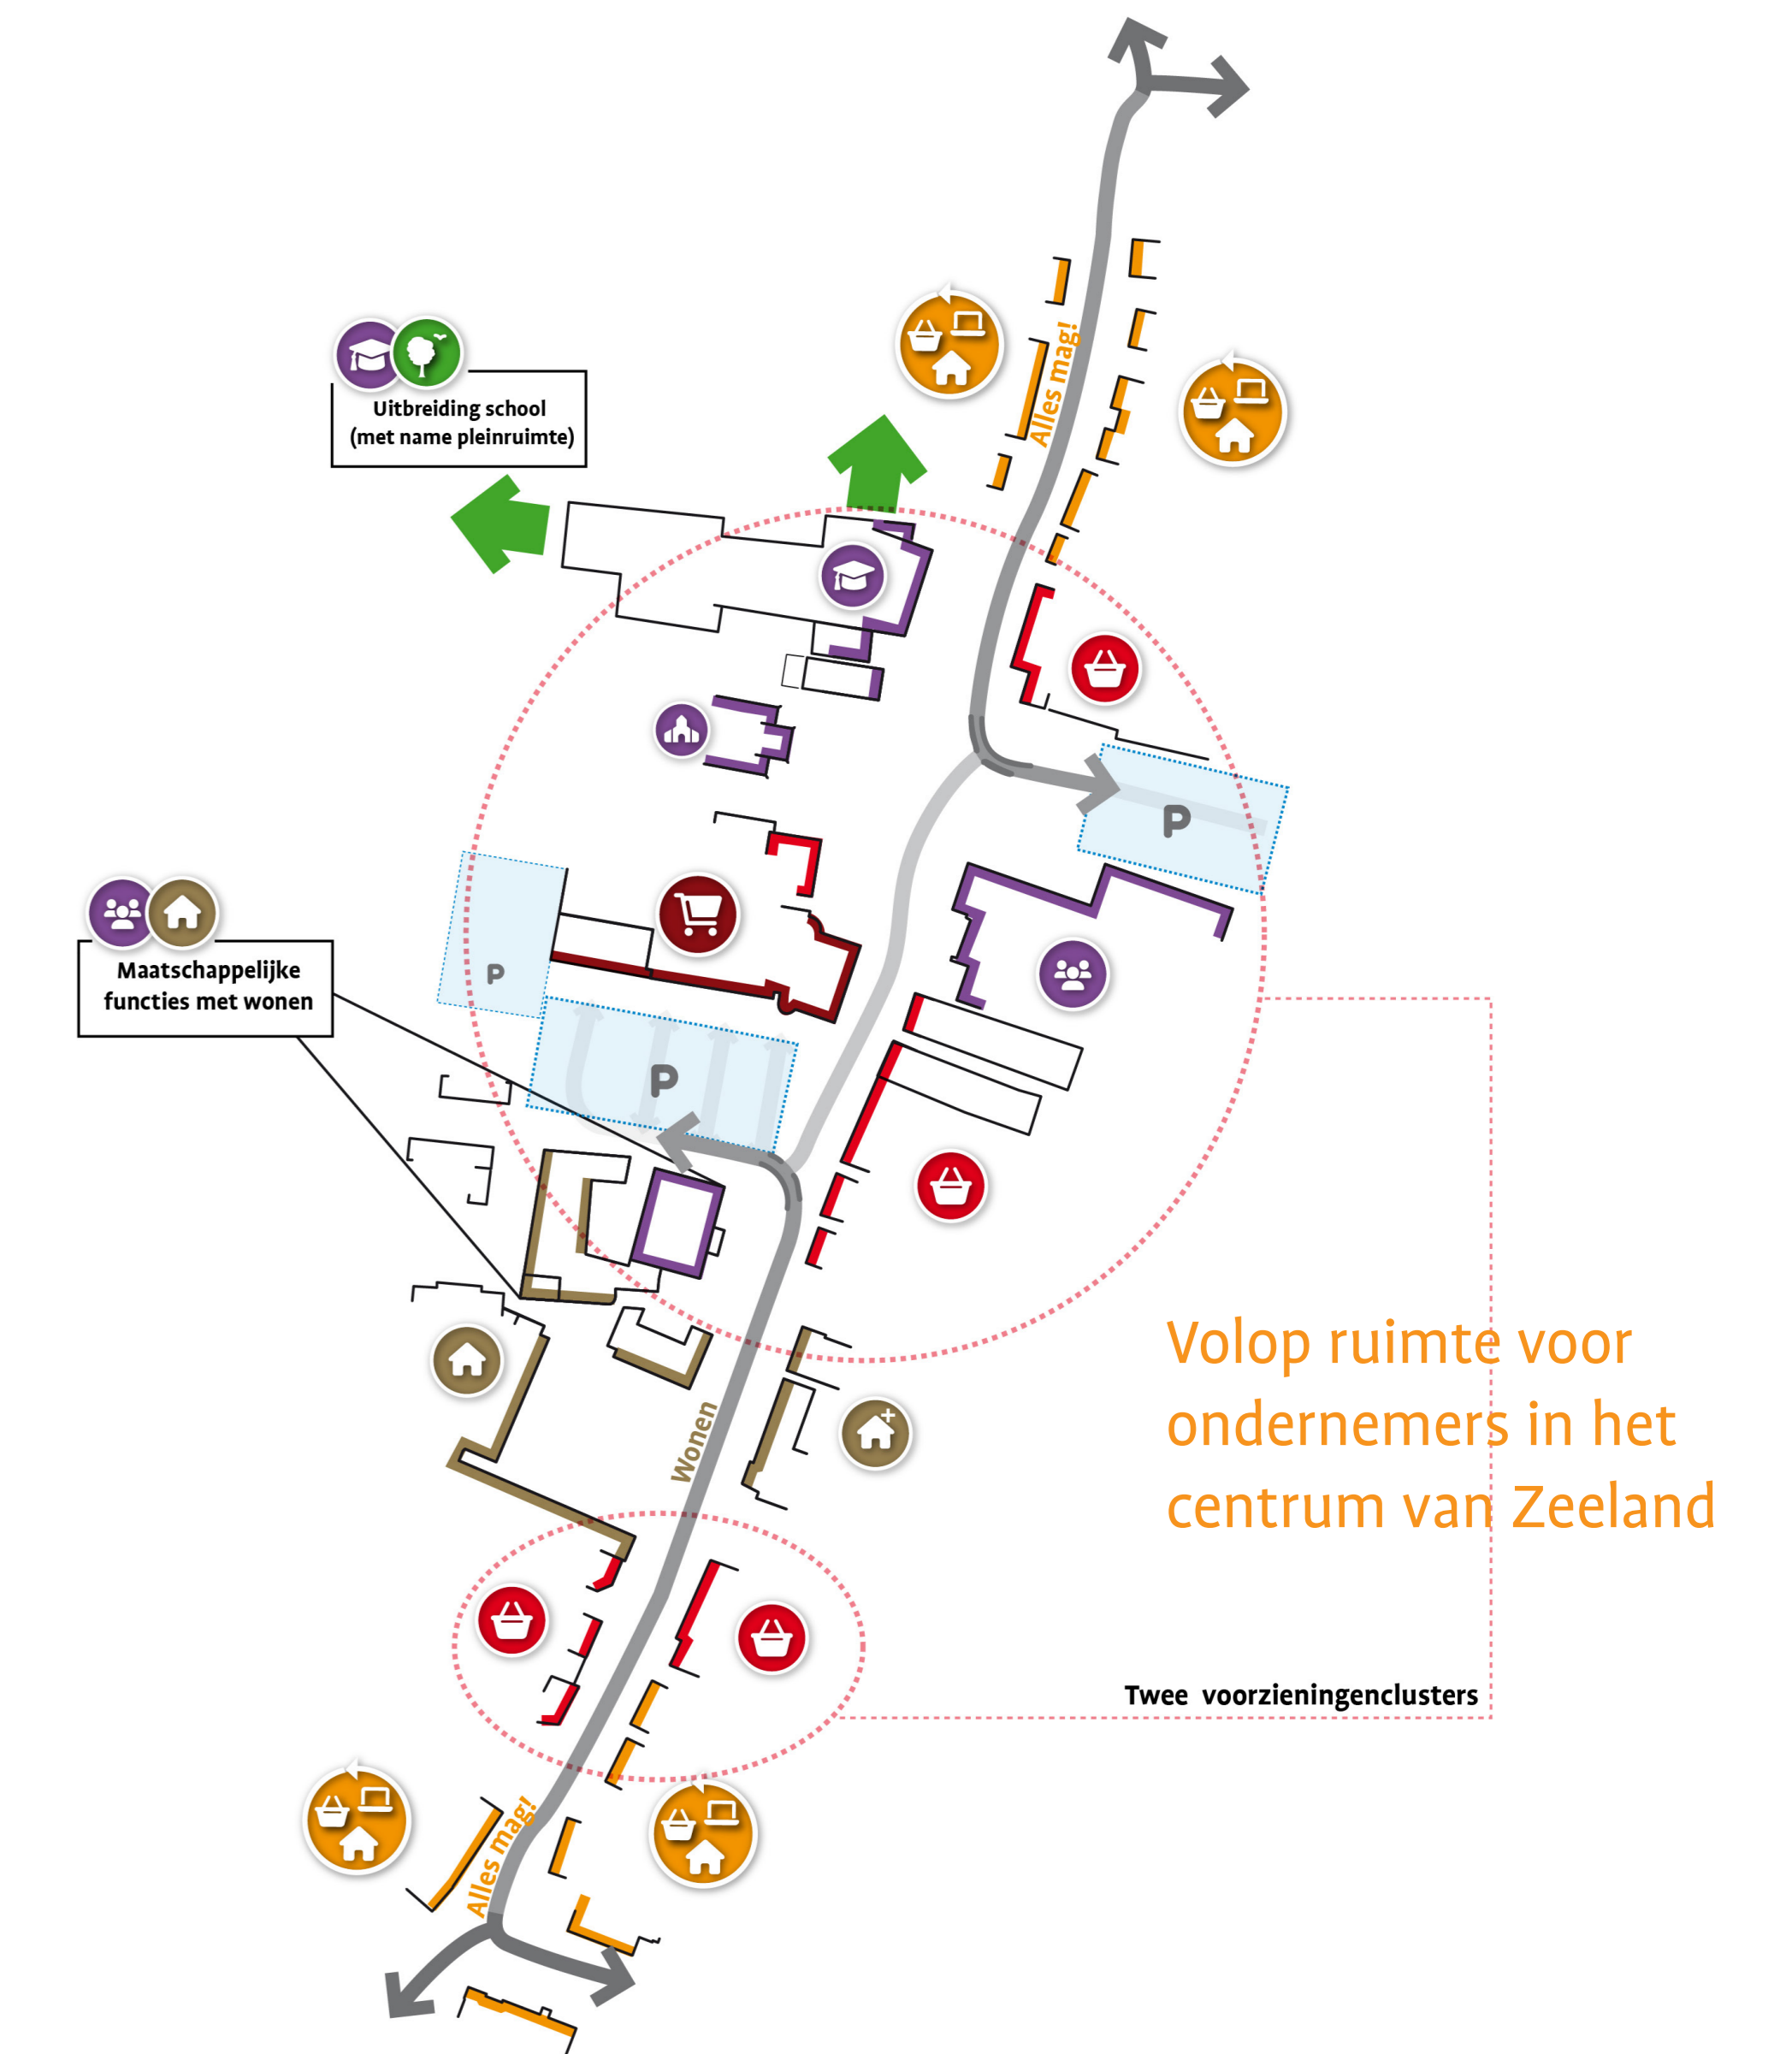 Alles mag!
Uitbreiding school
(met name pleinruimte)
P
Maatschappelijke
functies met wonen
P
P
Volop ruimte voor
ondernemers in het
centrum van Zeeland
Wonen
Twee voorzieningenclusters
Alles mag!